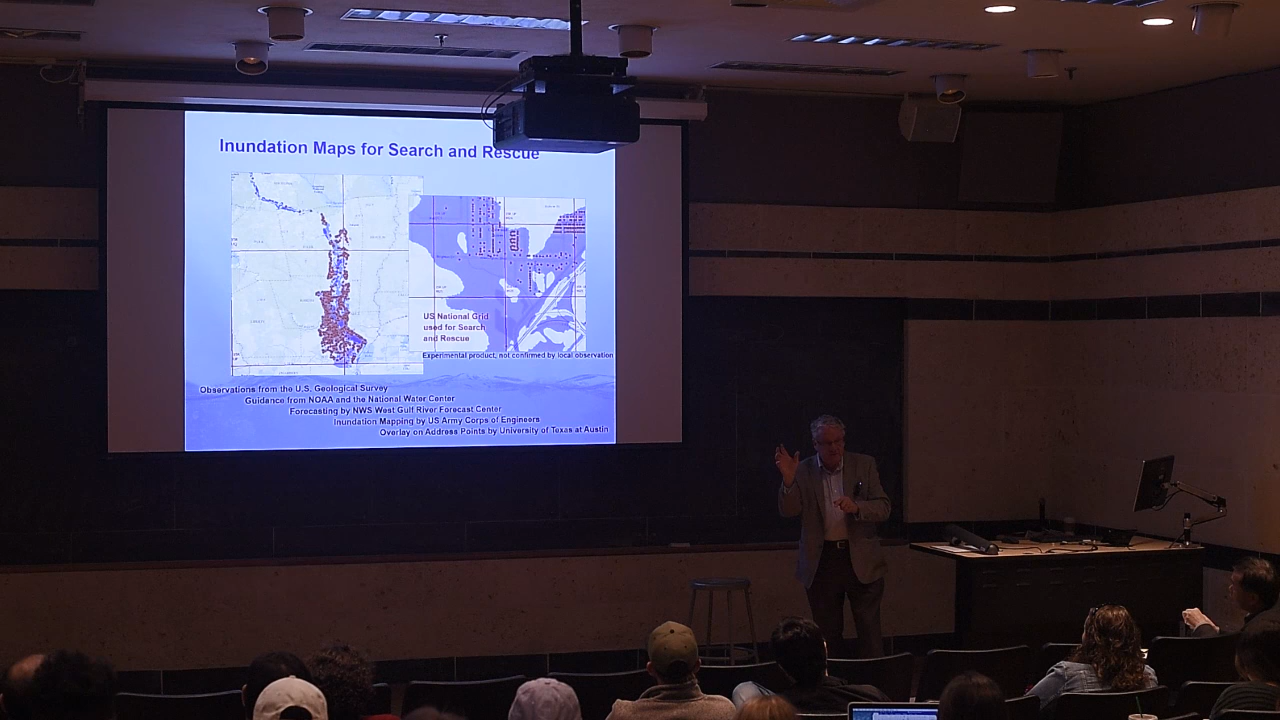 Inundation Maps for Search and Rescue
US National Grid
used for Search
and Rescue
Experimental product, not confirmed by local observation
Observations from the U.S. Geological Survey
Guidance from NOAA and the National Water Center
Forecasting by NWS West Gulf River Forecast Center
Inundation Mapping by US Army Corps of Engineers
Overlay on Address Points by University of Texas at Austin